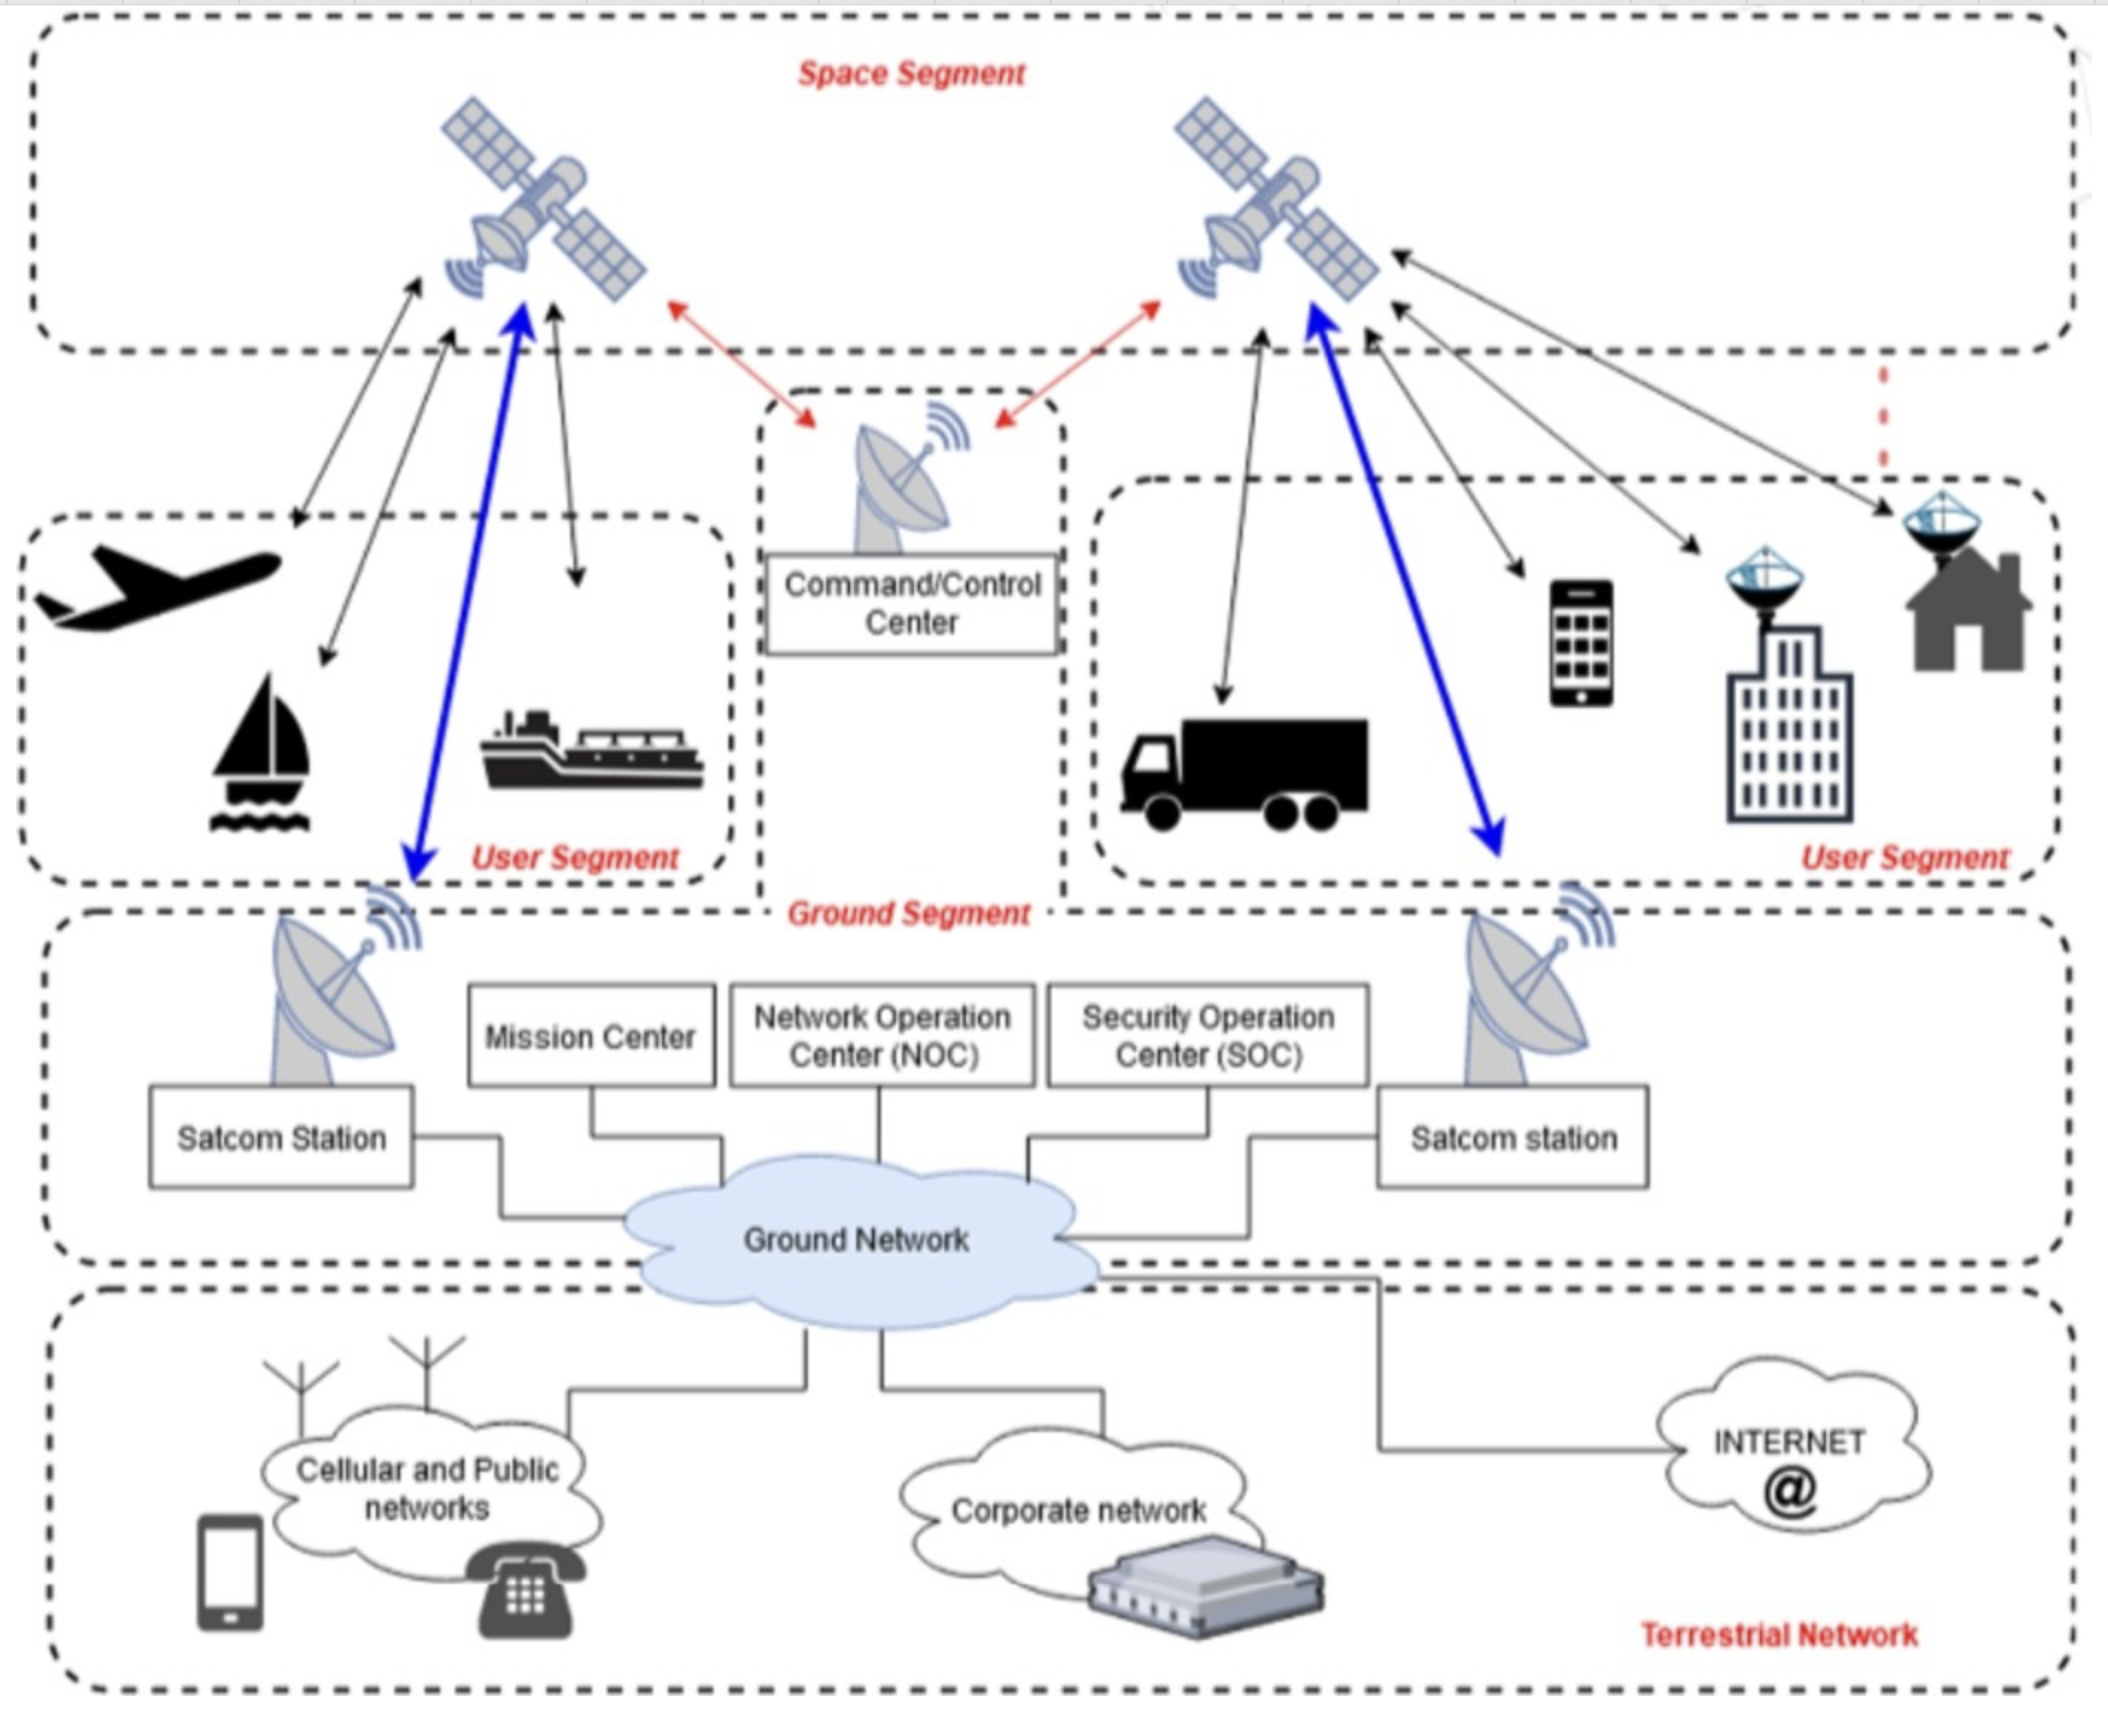 Space Segment
Command/Control
Center
User Segment
User Segment
Ground Segment
Mission Center
Network Operation
Center (NOC)
Security Operation
Center (SOC)
Satcom Station
Satcom station
Ground Network
Cellular and Public
networks
Corporate network
INTERNET
@
Terrestrial Network